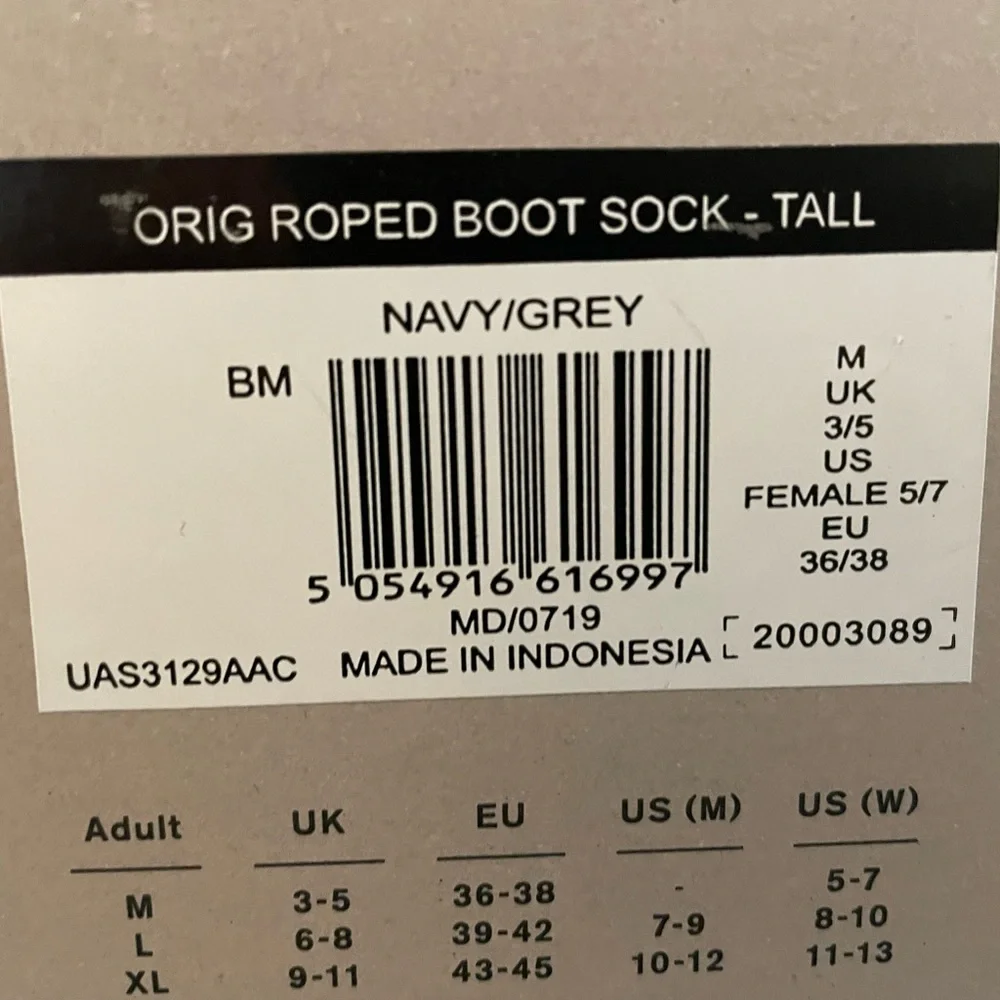 ORIG ROPED BOOT SOCK - TALL
NAVY/GREY
BM
M
UK
3/5
US
FEMALE 5/7
EU
36/38
5 054916 616997
MD/0719
UAS3129AAC MADE IN INDONESIA 20003089
Adult UK EU US (M) US (W)
M 3-5 36-38 - 5-7
L 6-8 39-42 7-9 8-10
XL 9-11 43-45 10-12 11-13